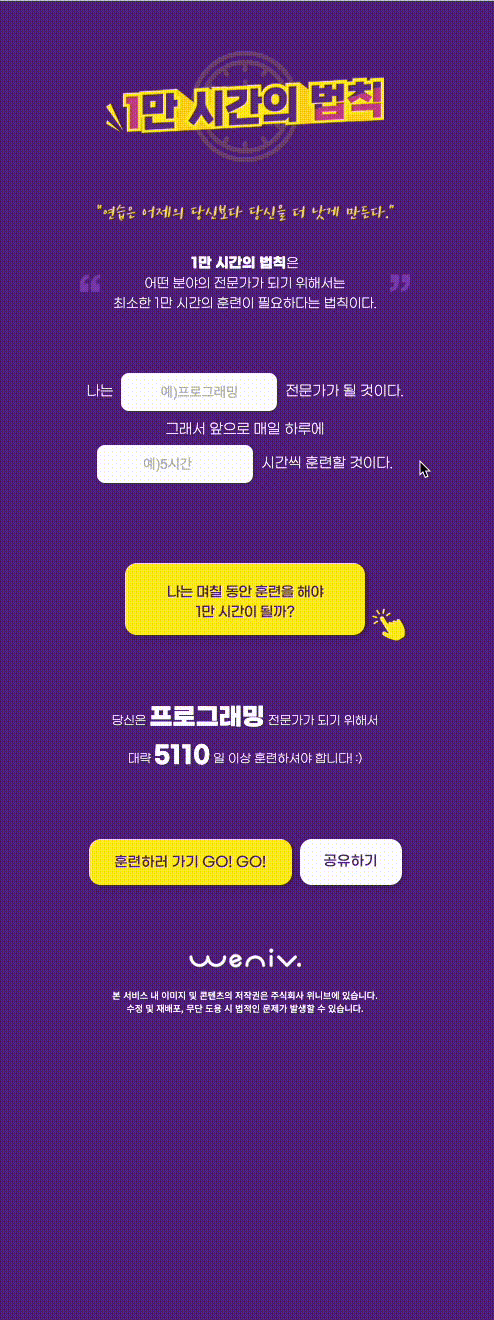 1만 시간의 법칙
"연습은 어제의 당신보다 당신을 더 낫게 만든다."
1만 시간의 법칙은
어떤 분야의 전문가가 되기 위해서는
최소한 1만 시간의 훈련이 필요하다는 법칙이다.
나는 예)프로그래밍 전문가가 될 것이다.
그래서 앞으로 매일 하루에
예)5시간 시간씩 훈련할 것이다.
나는 며칠 동안 훈련을 해야
1만 시간이 될까?
당신은 프로그래밍 전문가가 되기 위해서
대략 5110 일 이상 훈련하셔야 합니다! :)
훈련하러 가기 GO! GO! 공유하기
weniv.
본 서비스 내 이미지 및 콘텐츠의 저작권은 주식회사 위니브에 있습니다.
수정 및 재배포, 무단 도용 시 법적인 문제가 발생할 수 있습니다.